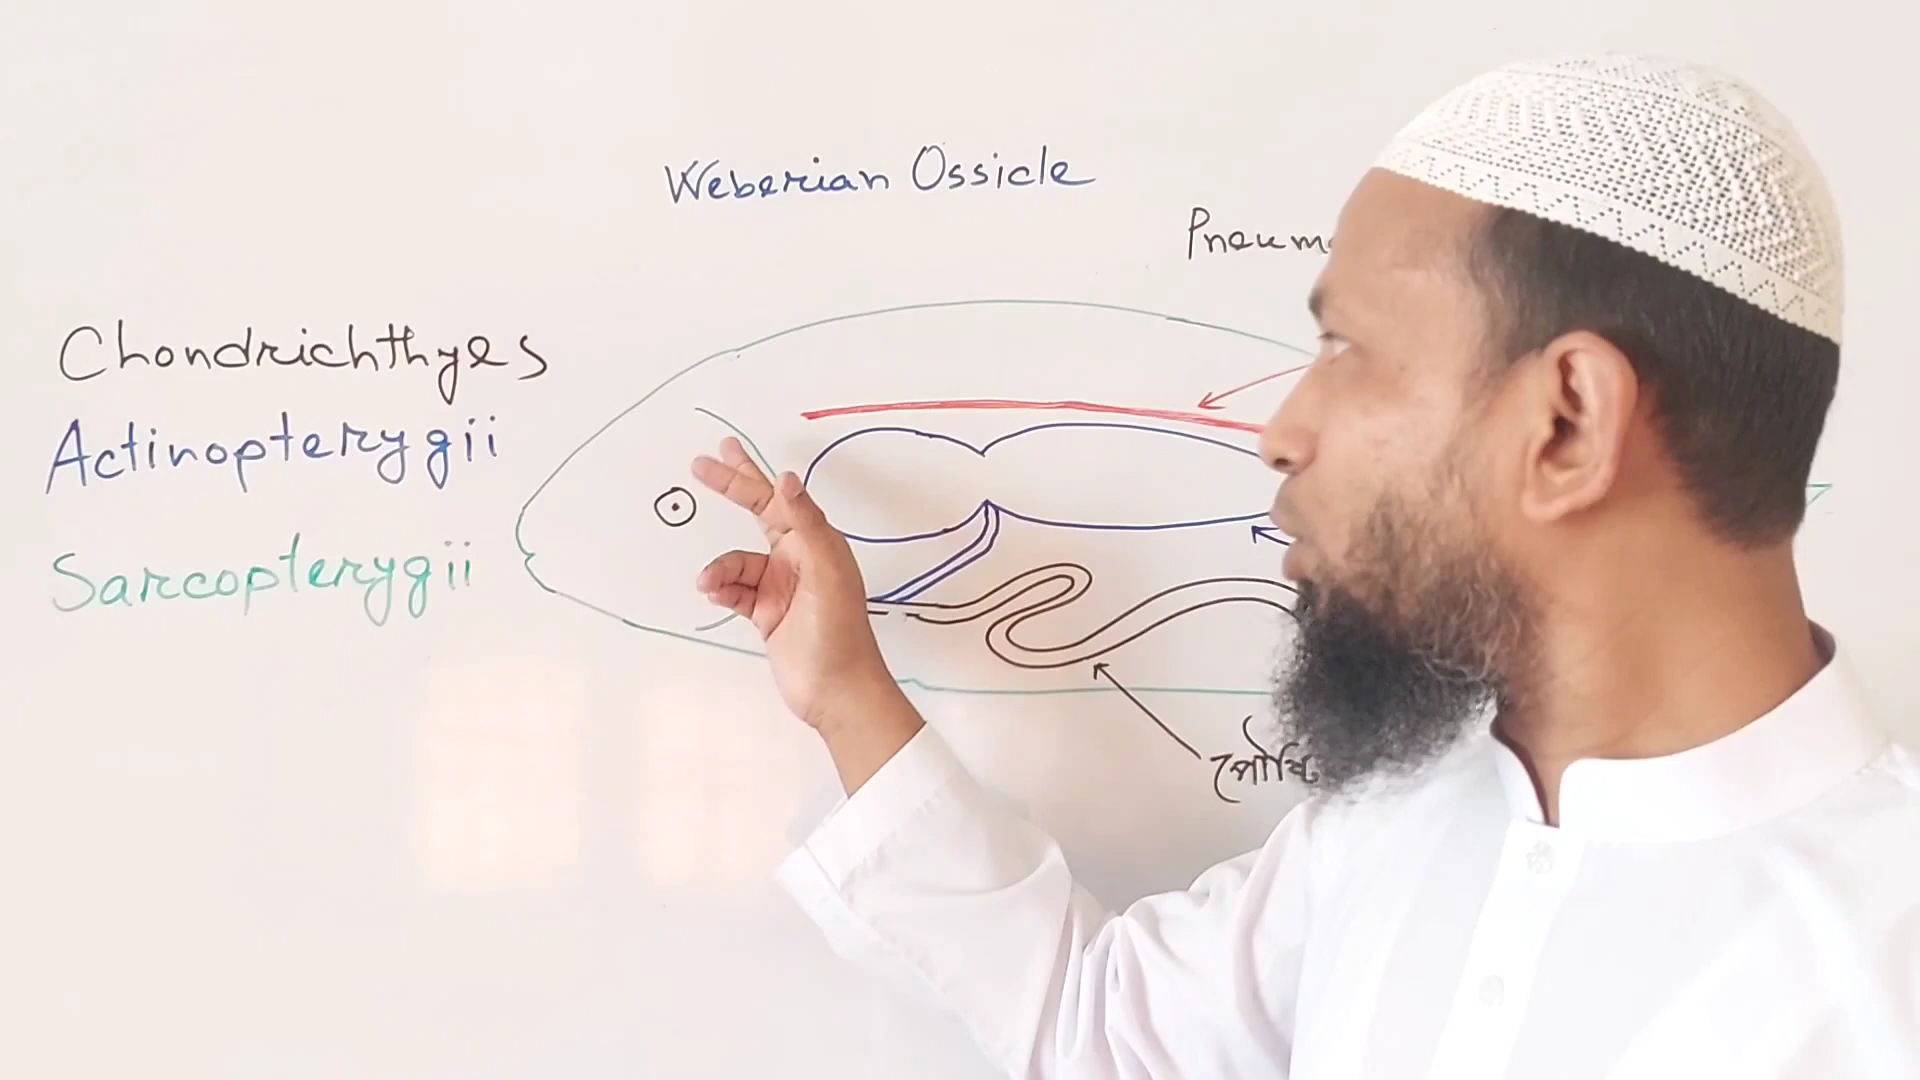 Weberian Ossicle
Chondrichthyes
Actinopterygii
Sarcopterygii